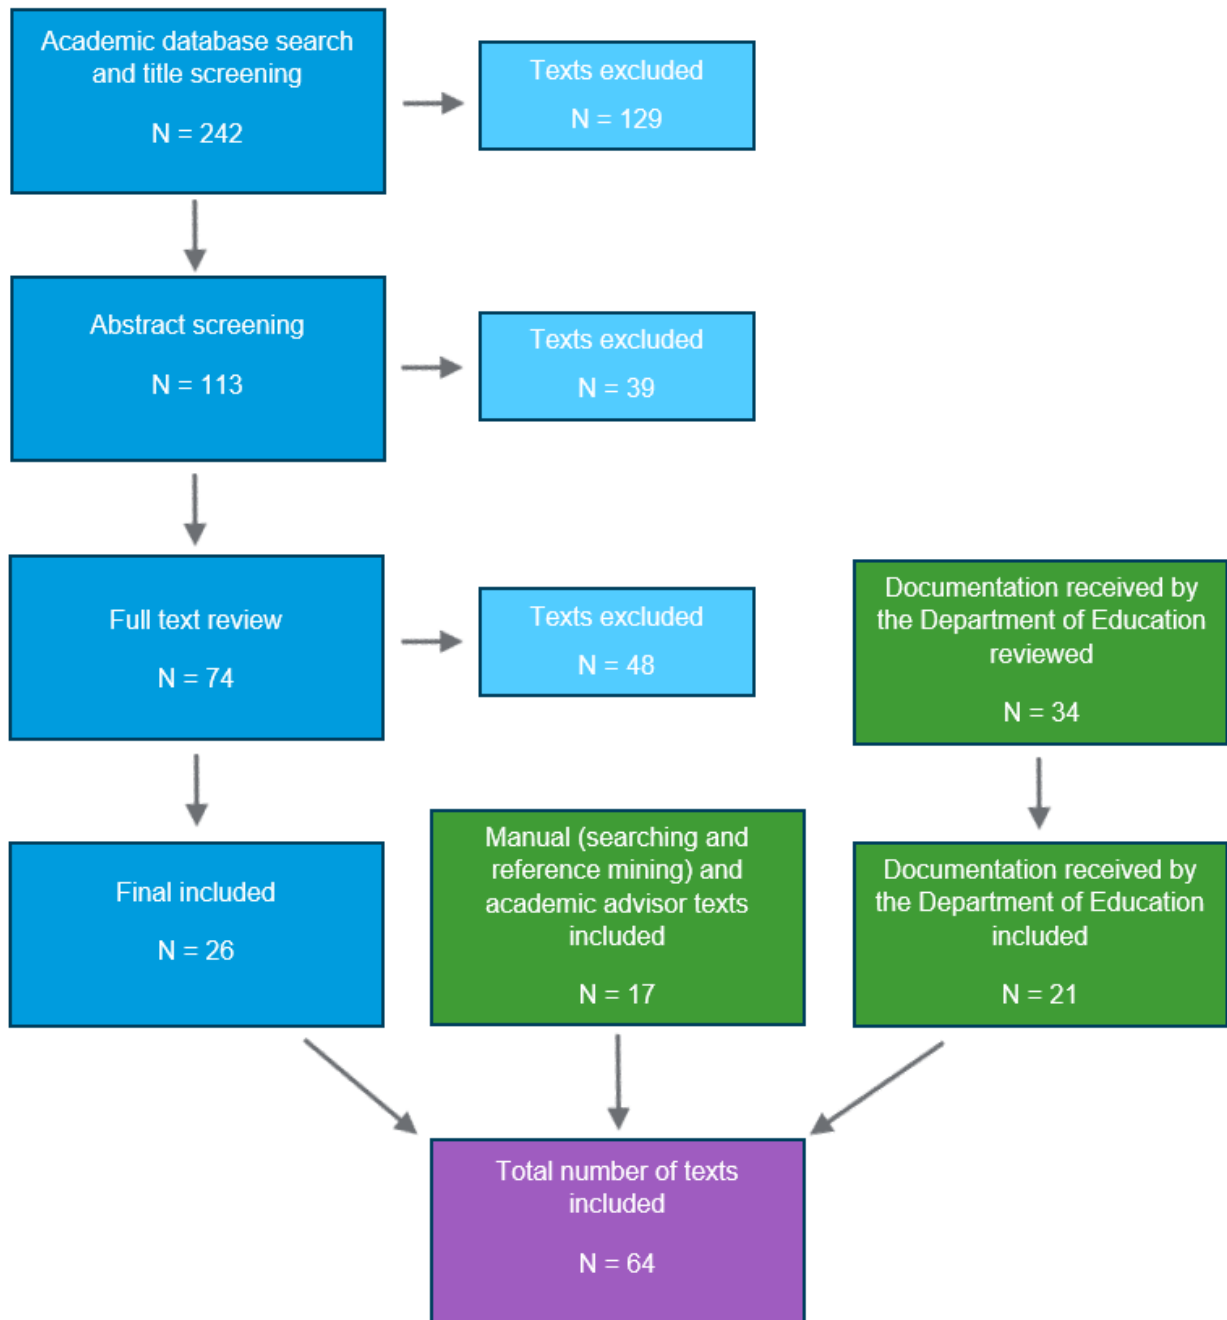 Academic database search
and title screening
N = 242
Texts excluded
N = 129
Abstract screening
N = 113
Texts excluded
N = 39
Full text review
N = 74
Texts excluded
N = 48
Documentation received by
the Department of Education
reviewed
N = 34
Final included
N = 26
Manual (searching and
reference mining) and
academic advisor texts
included
N = 17
Documentation received by
the Department of Education
included
N = 21
Total number of texts
included
N = 64